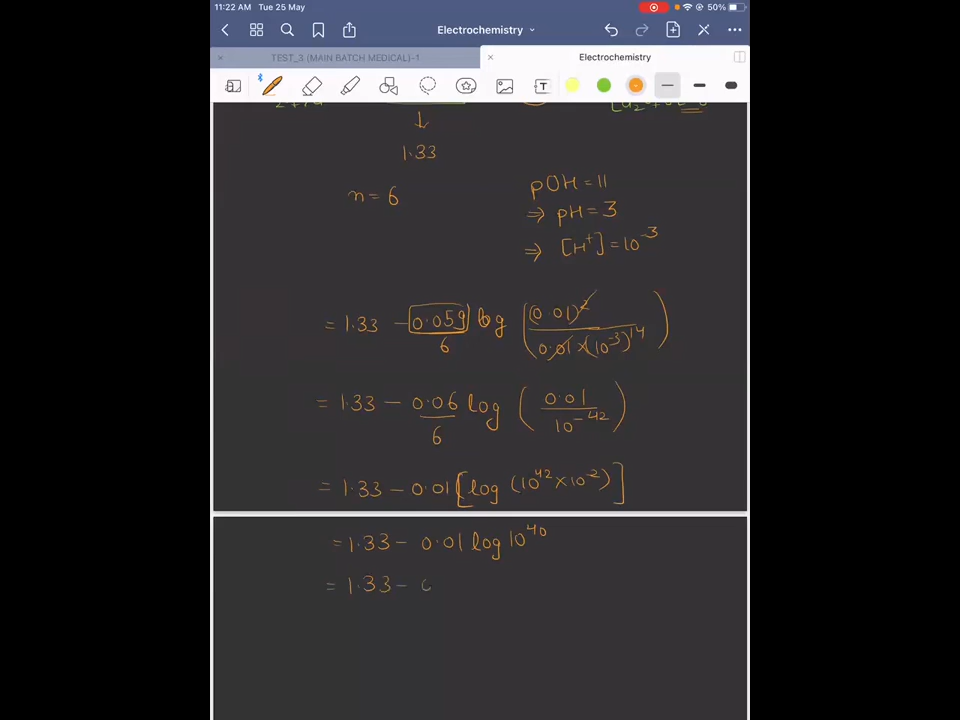 11:22 AM Tue 25 May
50%
Electrochemistry
TEST_3 (MAIN BATCH MEDICAL)-1
Electrochemistry
T
↓
1.33
n = 6
pOH = 11
⇒ pH = 3
⇒ [H⁺] = 10⁻³
= 1.33 − 0.059/6 log ((0.01)²/(0.01 × (10⁻³)¹⁴))
= 1.33 − 0.06/6 log (0.01/10⁻⁴²)
= 1.33 − 0.01 [log (10⁴² × 10⁻²)]
= 1.33 − 0.01 log 10⁴⁰
= 1.33 −